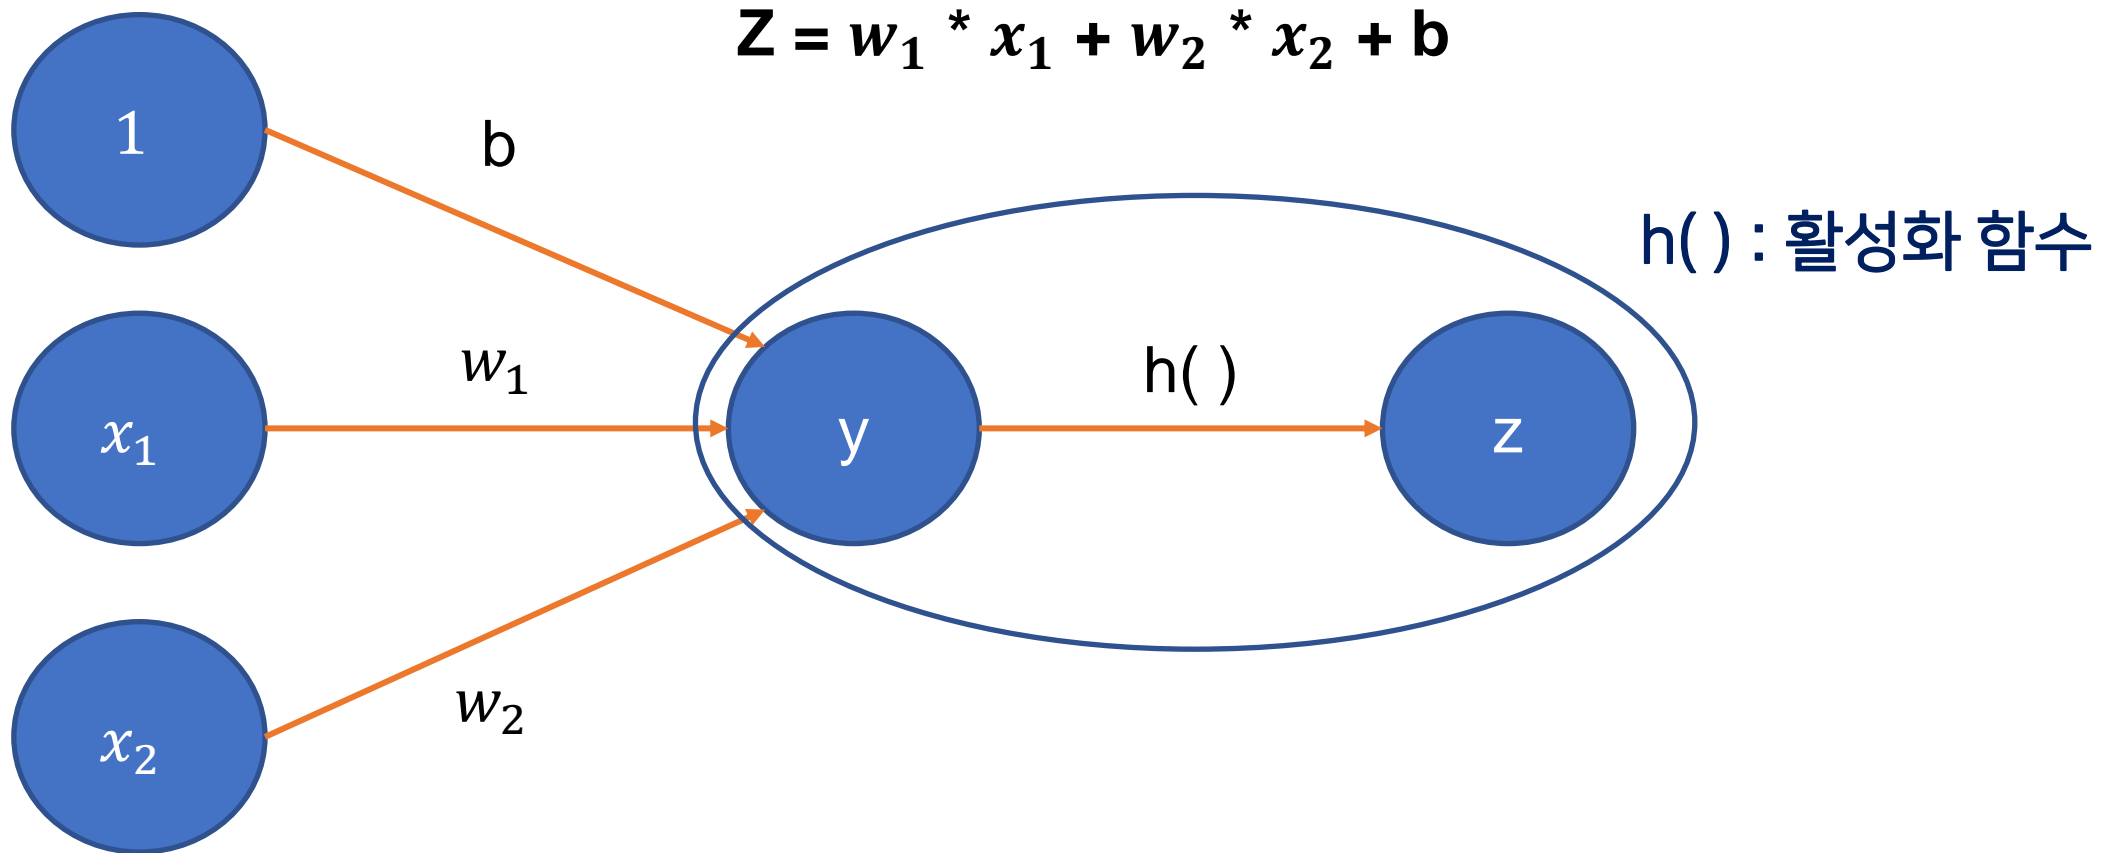 Z = w₁ * x₁ + w₂ * x₂ + b
1
b
h( ) : 활성화 함수
w₁
h( )
x₁
y
z
w₂
x₂